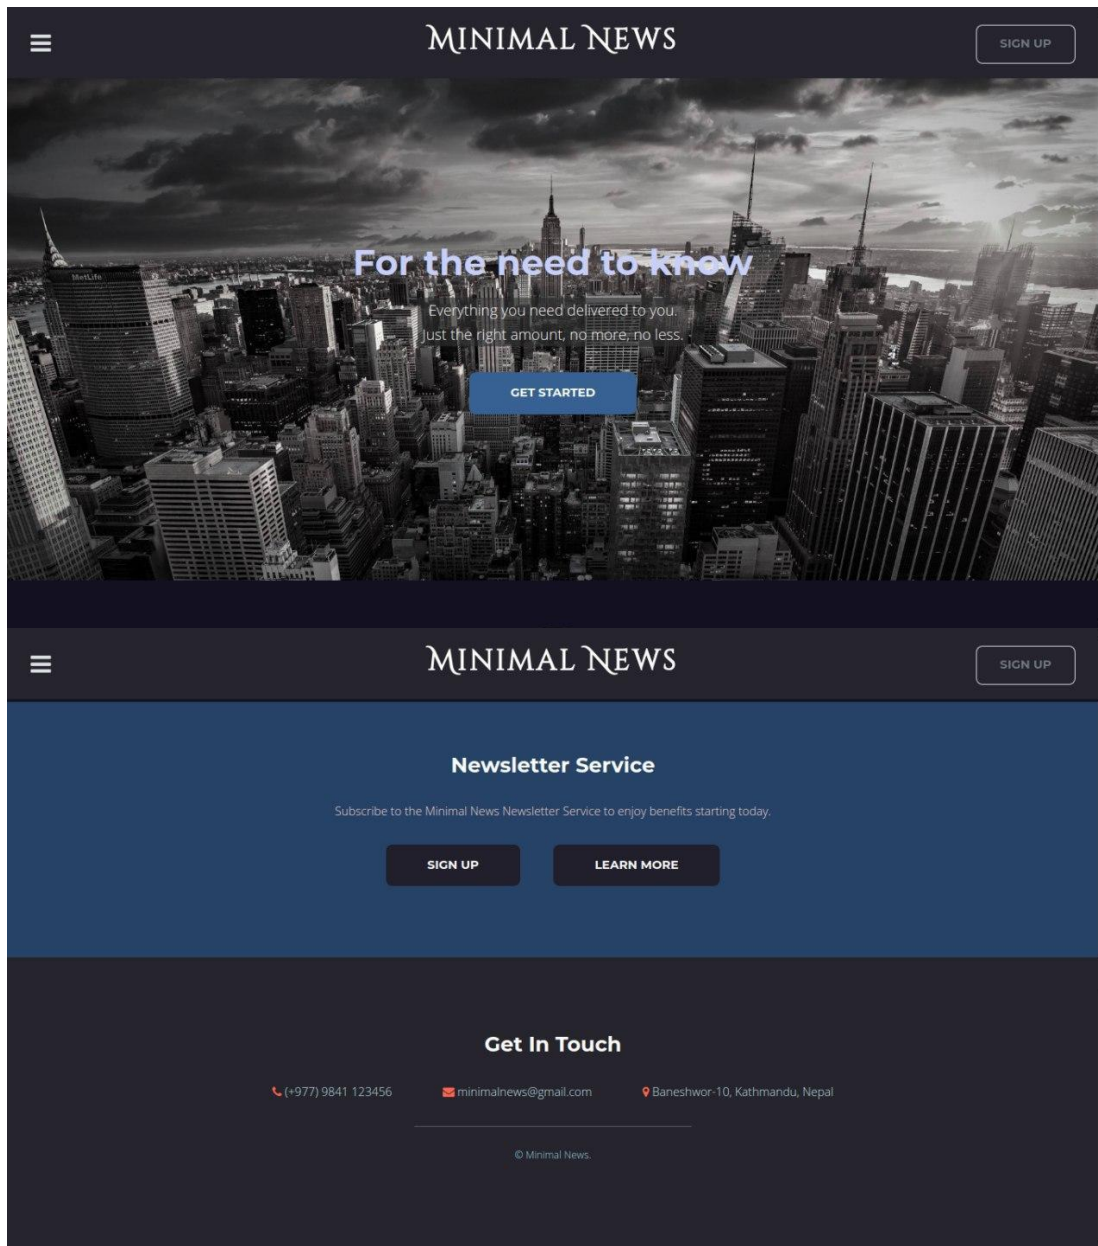 MINIMAL NEWS
SIGN UP
MetLife
For the need to know
Everything you need delivered to you.
Just the right amount, no more, no less.
GET STARTED
MINIMAL NEWS
SIGN UP
Newsletter Service
Subscribe to the Minimal News Newsletter Service to enjoy benefits starting today.
SIGN UP
LEARN MORE
Get In Touch
(+977) 9841 123456
minimalnews@gmail.com
Baneshwor-10, Kathmandu, Nepal
© Minimal News.